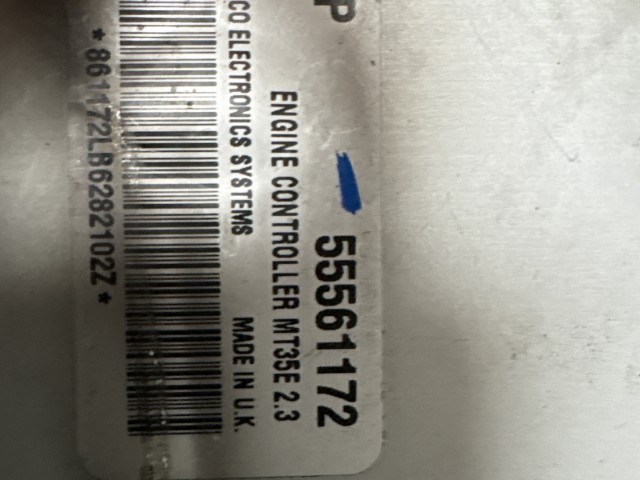 P
55561172
ENGINE CONTROLLER MT35E 2.3
CO ELECTRONICS SYSTEMS MADE IN U.K.
*861172LB6282102Z*